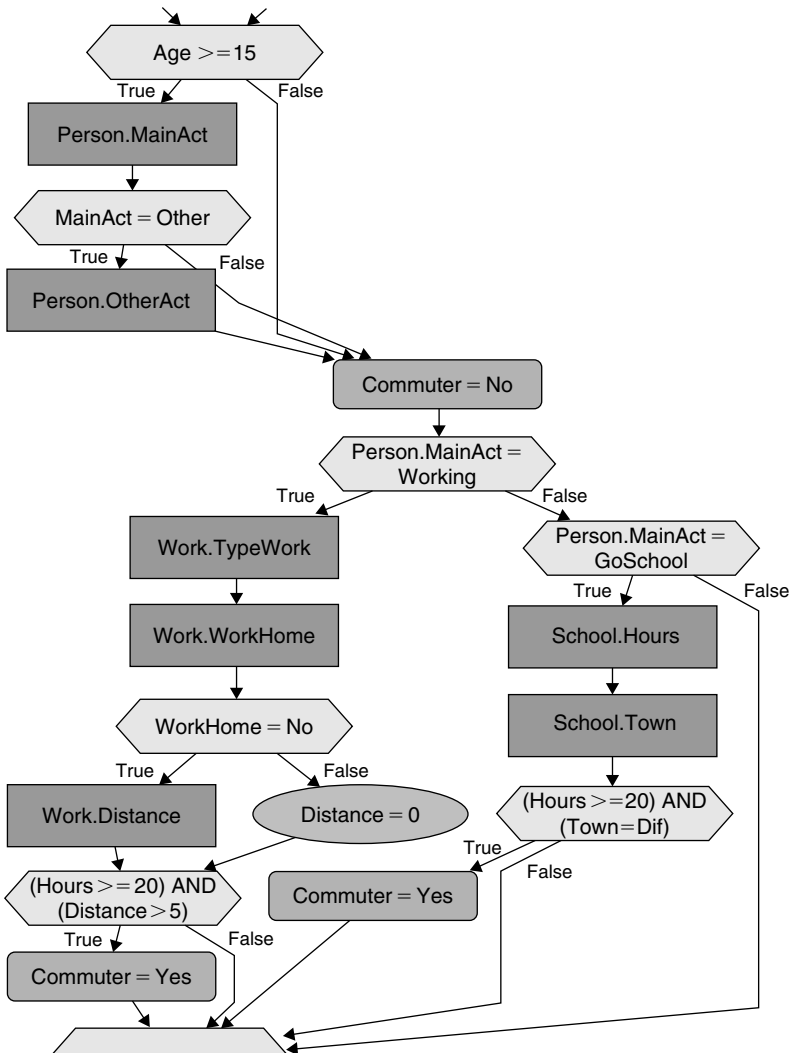 Age >=15
True
False
Person.MainAct
MainAct = Other
True
False
Person.OtherAct
Commuter = No
Person.MainAct =
Working
True
False
Work.TypeWork
Person.MainAct =
GoSchool
True
False
Work.WorkHome
School.Hours
WorkHome = No
School.Town
True
False
Work.Distance
Distance = 0
(Hours >=20) AND
(Town=Dif)
True
False
(Hours >=20) AND
(Distance >5)
Commuter = Yes
True
False
Commuter = Yes